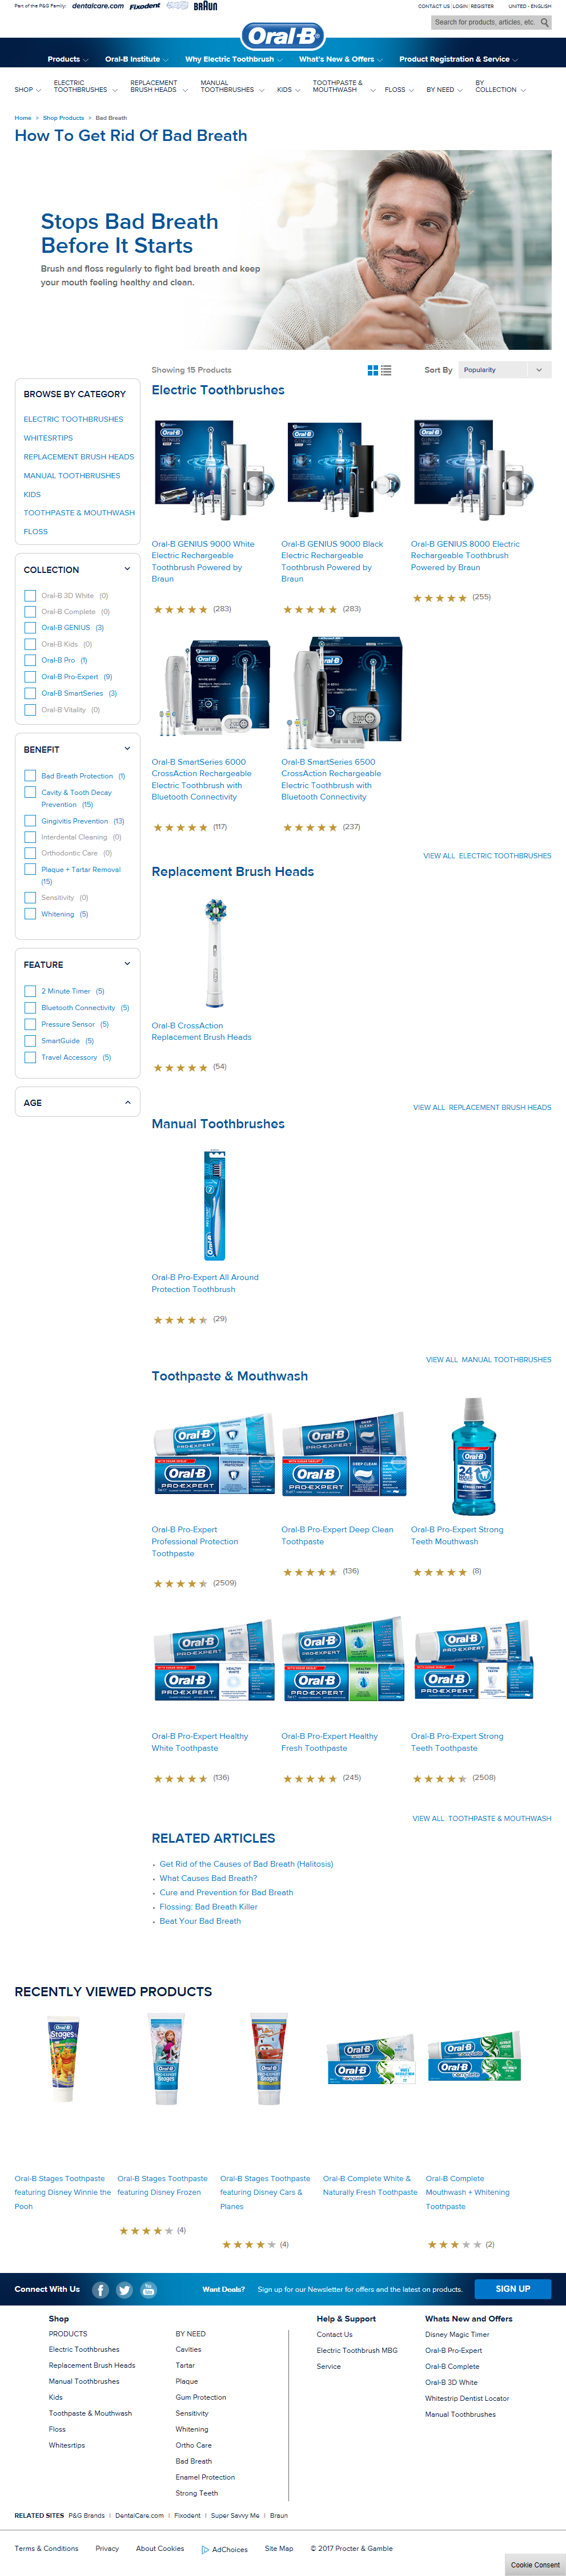 Part of the P&G Family:
dentalcare.com
Fixodent
BRAUN
CONTACT US | LOGIN | REGISTER
UNITED - ENGLISH
Search for products, articles, etc.
Oral-B
Products
Oral-B Institute
Why Electric Toothbrush
What's New & Offers
Product Registration & Service
SHOP
ELECTRIC TOOTHBRUSHES
REPLACEMENT BRUSH HEADS
MANUAL TOOTHBRUSHES
KIDS
TOOTHPASTE & MOUTHWASH
FLOSS
BY NEED
BY COLLECTION
Home > Shop Products > Bad Breath
How To Get Rid Of Bad Breath
Stops Bad Breath
Before It Starts
Brush and floss regularly to fight bad breath and keep
your mouth feeling healthy and clean.
Showing 15 Products
Sort By
Popularity
BROWSE BY CATEGORY
ELECTRIC TOOTHBRUSHES
WHITESRTIPS
REPLACEMENT BRUSH HEADS
MANUAL TOOTHBRUSHES
KIDS
TOOTHPASTE & MOUTHWASH
FLOSS
COLLECTION
Oral-B 3D White (0)
Oral-B Complete (0)
Oral-B GENIUS (3)
Oral-B Kids (0)
Oral-B Pro (1)
Oral-B Pro-Expert (9)
Oral-B SmartSeries (3)
Oral-B Vitality (0)
BENEFIT
Bad Breath Protection (1)
Cavity & Tooth Decay
Prevention (15)
Gingivitis Prevention (13)
Interdental Cleaning (0)
Orthodontic Care (0)
Plaque + Tartar Removal
(15)
Sensitivity (0)
Whitening (5)
FEATURE
2 Minute Timer (5)
Bluetooth Connectivity (5)
Pressure Sensor (5)
SmartGuide (5)
Travel Accessory (5)
AGE
Electric Toothbrushes
Oral-B GENIUS 9000 White
Electric Rechargeable
Toothbrush Powered by
Braun
(283)
Oral-B GENIUS 9000 Black
Electric Rechargeable
Toothbrush Powered by
Braun
(283)
Oral-B GENIUS 8000 Electric
Rechargeable Toothbrush
Powered by Braun
(255)
Oral-B SmartSeries 6000
CrossAction Rechargeable
Electric Toothbrush with
Bluetooth Connectivity
(117)
Oral-B SmartSeries 6500
CrossAction Rechargeable
Electric Toothbrush with
Bluetooth Connectivity
(237)
VIEW ALL ELECTRIC TOOTHBRUSHES
Replacement Brush Heads
Oral-B CrossAction
Replacement Brush Heads
(54)
VIEW ALL REPLACEMENT BRUSH HEADS
Manual Toothbrushes
Oral-B Pro-Expert All Around
Protection Toothbrush
(29)
VIEW ALL MANUAL TOOTHBRUSHES
Toothpaste & Mouthwash
Oral-B Pro-Expert
Professional Protection
Toothpaste
(2509)
Oral-B Pro-Expert Deep Clean
Toothpaste
(136)
Oral-B Pro-Expert Strong
Teeth Mouthwash
(8)
Oral-B Pro-Expert Healthy
White Toothpaste
(136)
Oral-B Pro-Expert Healthy
Fresh Toothpaste
(245)
Oral-B Pro-Expert Strong
Teeth Toothpaste
(2508)
VIEW ALL TOOTHPASTE & MOUTHWASH
RELATED ARTICLES
Get Rid of the Causes of Bad Breath (Halitosis)
What Causes Bad Breath?
Cure and Prevention for Bad Breath
Flossing: Bad Breath Killer
Beat Your Bad Breath
RECENTLY VIEWED PRODUCTS
Oral-B Stages Toothpaste
featuring Disney Winnie the
Pooh
Oral-B Stages Toothpaste
featuring Disney Frozen
(4)
Oral-B Stages Toothpaste
featuring Disney Cars &
Planes
(4)
Oral-B Complete White &
Naturally Fresh Toothpaste
Oral-B Complete
Mouthwash + Whitening
Toothpaste
(2)
Connect With Us
Want Deals?
Sign up for our Newsletter for offers and the latest on products.
SIGN UP
Shop
PRODUCTS
Electric Toothbrushes
Replacement Brush Heads
Manual Toothbrushes
Kids
Toothpaste & Mouthwash
Floss
Whitesrtips
BY NEED
Cavities
Tartar
Plaque
Gum Protection
Sensitivity
Whitening
Ortho Care
Bad Breath
Enamel Protection
Strong Teeth
Help & Support
Contact Us
Electric Toothbrush MBG
Service
Whats New and Offers
Disney Magic Timer
Oral-B Pro-Expert
Oral-B Complete
Oral-B 3D White
Whitestrip Dentist Locator
Manual Toothbrushes
RELATED SITES P&G Brands | DentalCare.com | Fixodent | Super Savvy Me | Braun
Terms & Conditions
Privacy
About Cookies
AdChoices
Site Map
© 2017 Procter & Gamble
Cookie Consent